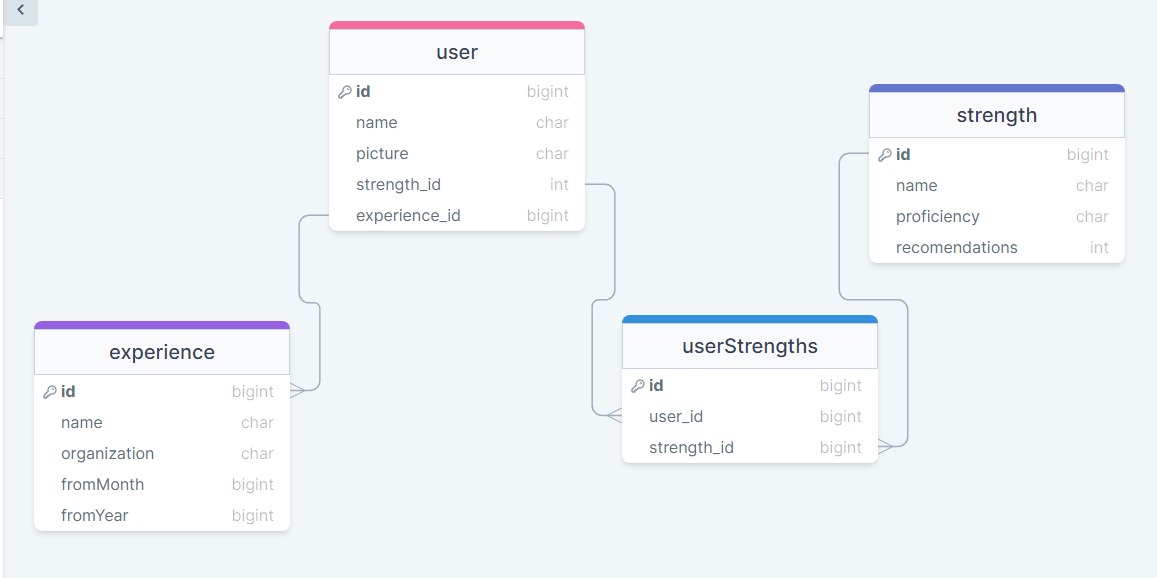 user
id bigint
name char
picture char
strength_id int
experience_id bigint
strength
id bigint
name char
proficiency char
recomendations int
experience
id bigint
name char
organization char
fromMonth bigint
fromYear bigint
userStrengths
id bigint
user_id bigint
strength_id bigint